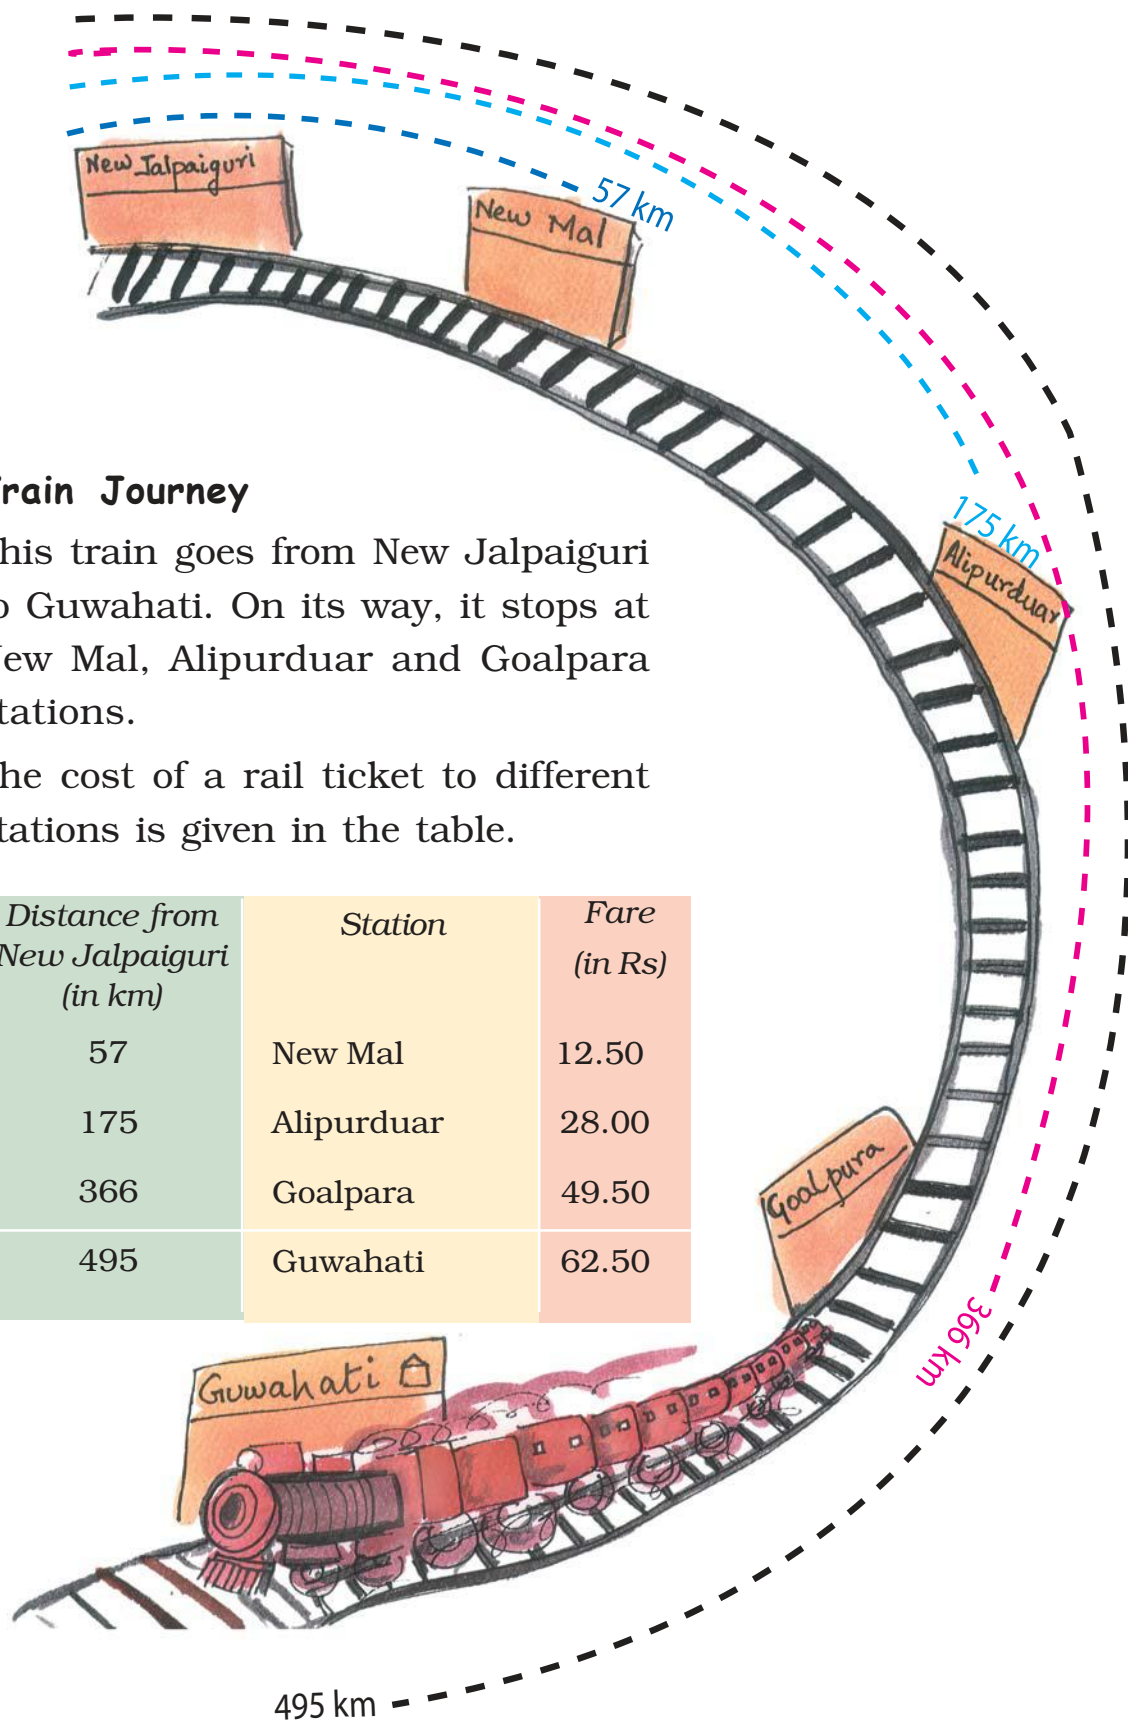 New Jalpaiguri
57 km
New Mal
175 km
Alipurduar
rain Journey
his train goes from New Jalpaiguri
o Guwahati. On its way, it stops at
ew Mal, Alipurduar and Goalpara
tations.
he cost of a rail ticket to different
tations is given in the table.
Distance from
New Jalpaiguri
(in km)
Station
Fare
(in Rs)
57 New Mal 12.50
175 Alipurduar 28.00
366 Goalpara 49.50
495 Guwahati 62.50
Goalpura
366 km
Guwahati
495 km